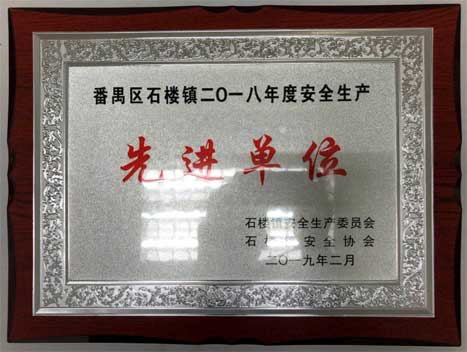 番禺区石楼镇二〇一八年度安全生产
先进单位
石楼镇安全生产委员会
石楼 安全协会
二〇一九年二月